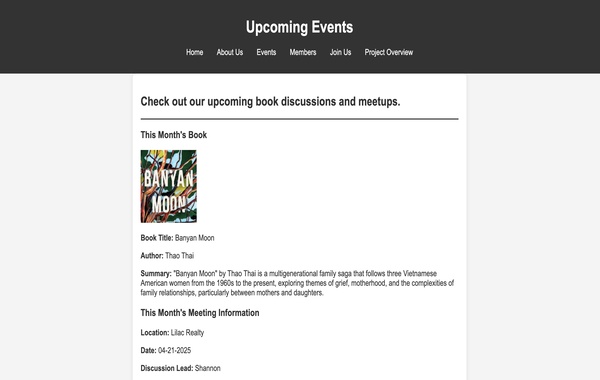 Upcoming Events
Home About Us Events Members Join Us Project Overview
Check out our upcoming book discussions and meetups.
This Month's Book
BANYAN
MOON
Book Title: Banyan Moon
Author: Thao Thai
Summary: "Banyan Moon" by Thao Thai is a multigenerational family saga that follows three Vietnamese
American women from the 1960s to the present, exploring themes of grief, motherhood, and the complexities of
family relationships, particularly between mothers and daughters.
This Month's Meeting Information
Location: Lilac Realty
Date: 04-21-2025
Discussion Lead: Shannon